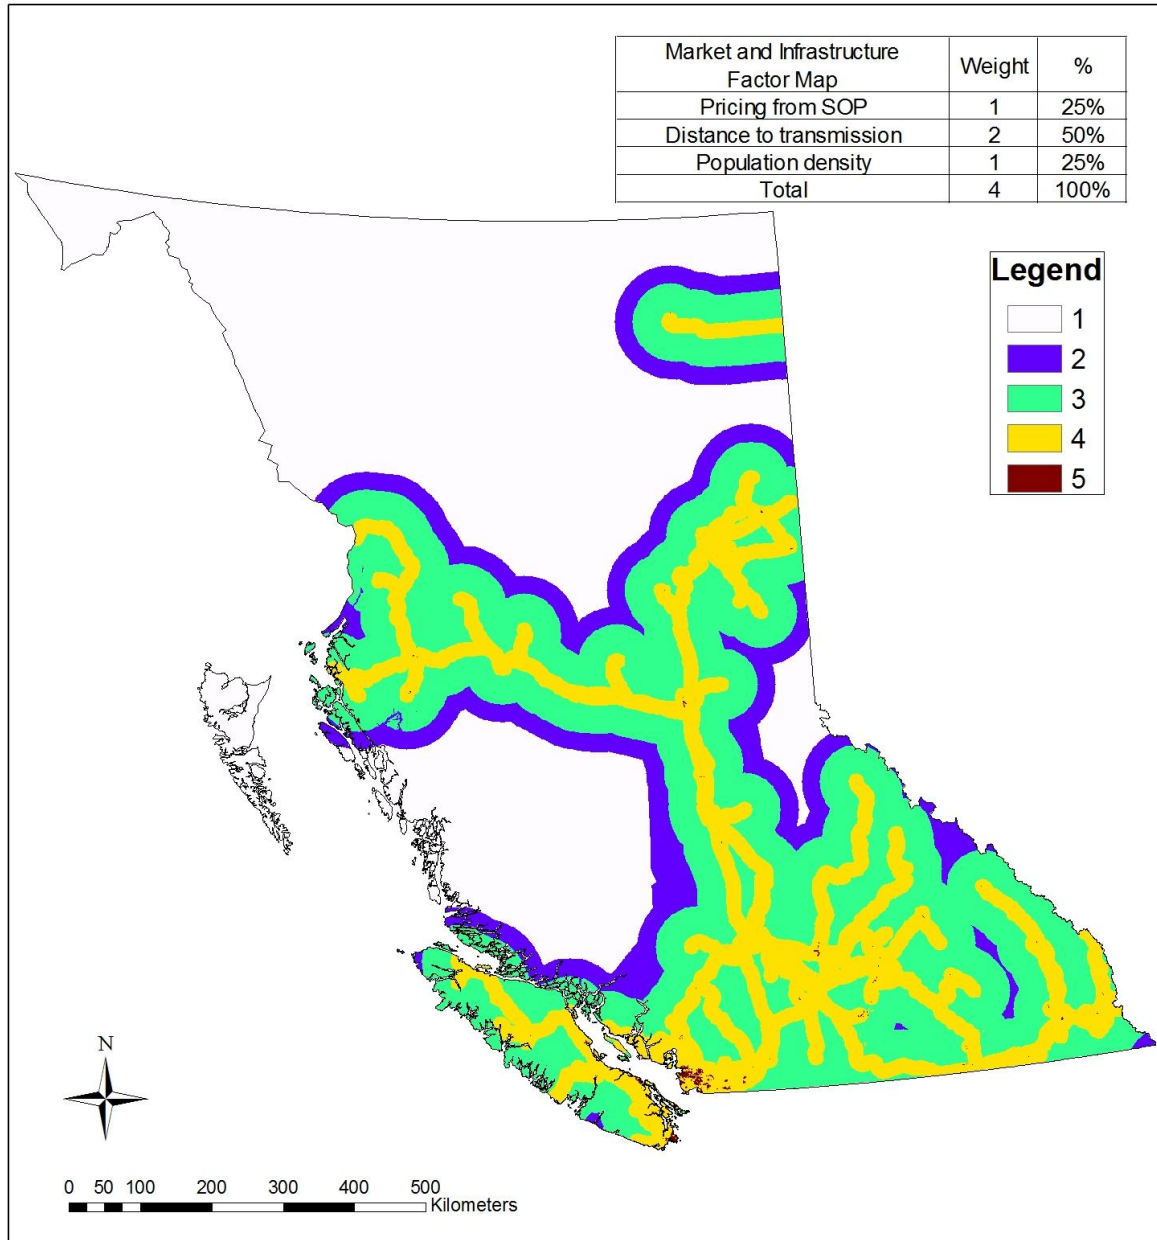 Market and Infrastructure
Factor Map
Weight
%
Pricing from SOP 1 25%
Distance to transmission 2 50%
Population density 1 25%
Total 4 100%
Legend
1
2
3
4
5
N
0 50 100 200 300 400 500
Kilometers